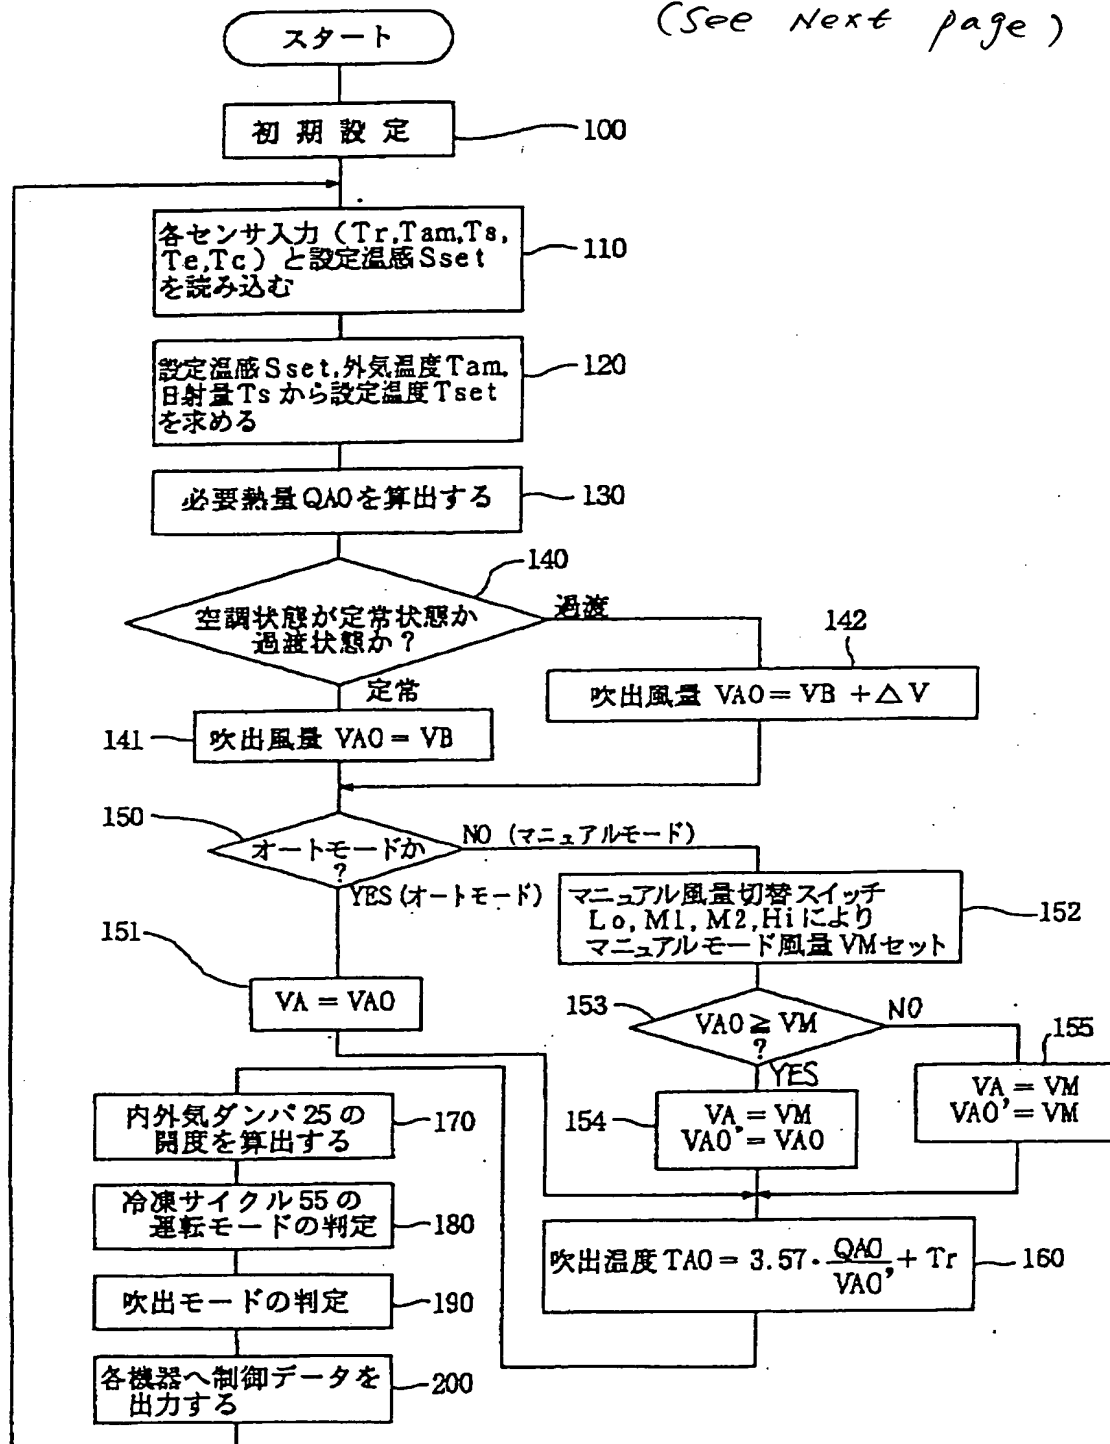 (See Next page)
スタート
初期設定
100
各センサ入力 (Tr,Tam,Ts,
Te,Tc) と設定温感Sset
を読み込む
110
設定温感Sset,外気温度Tam,
日射量Tsから設定温度Tset
を求める
120
必要熱量QAOを算出する
130
140
空調状態が定常状態か
過渡状態か?
過渡
定常
142
吹出風量 VAO=VB+△V
141
吹出風量 VAO=VB
150
オートモードか
?
NO (マニュアルモード)
YES (オートモード)
151
VA=VAO
マニュアル風量切替スイッチ
Lo,M1,M2,Hiにより
マニュアルモード風量VMセット
152
153
VAO≧VM
?
NO
YES
155
VA=VM
VAO'=VM
154
VA=VM
VAO'=VAO
吹出温度TAO=3.57·QAO/VAO'+Tr
160
内外気ダンパ25の
開度を算出する
170
冷凍サイクル55の
運転モードの判定
180
吹出モードの判定
190
各機器へ制御データを
出力する
200